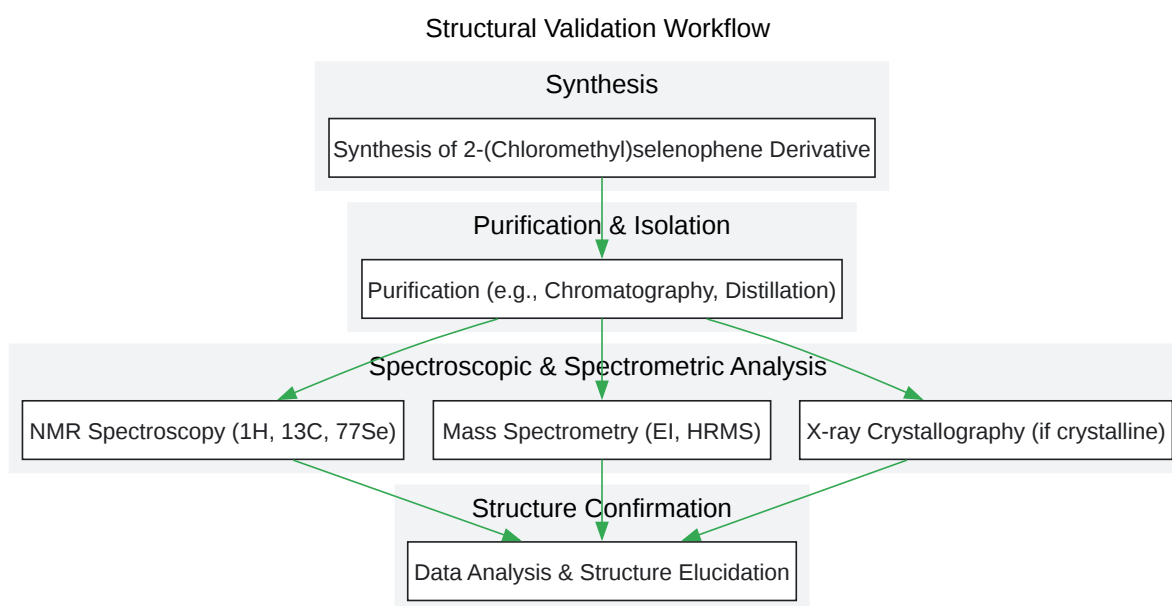 Structural Validation Workflow
Synthesis
Synthesis of 2-(Chloromethyl)selenophene Derivative
Purification & Isolation
Purification (e.g., Chromatography, Distillation)
Spectroscopic & Spectrometric Analysis
NMR Spectroscopy (1H, 13C, 77Se)
Mass Spectrometry (EI, HRMS)
X-ray Crystallography (if crystalline)
Structure Confirmation
Data Analysis & Structure Elucidation